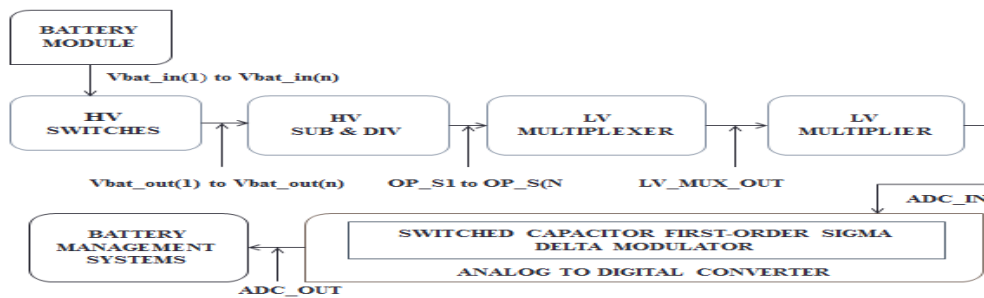 BATTERY
MODULE
Vbat_in(1) to Vbat_in(n)
HV
SWITCHES
HV
SUB & DIV
LV
MULTIPLEXER
LV
MULTIPLIER
Vbat_out(1) to Vbat_out(n)
OP_S1 to OP_S(N
LV_MUX_OUT
ADC_IN
BATTERY
MANAGEMENT
SYSTEMS
SWITCHED CAPACITOR FIRST-ORDER SIGMA
DELTA MODULATOR
ANALOG TO DIGITAL CONVERTER
ADC_OUT